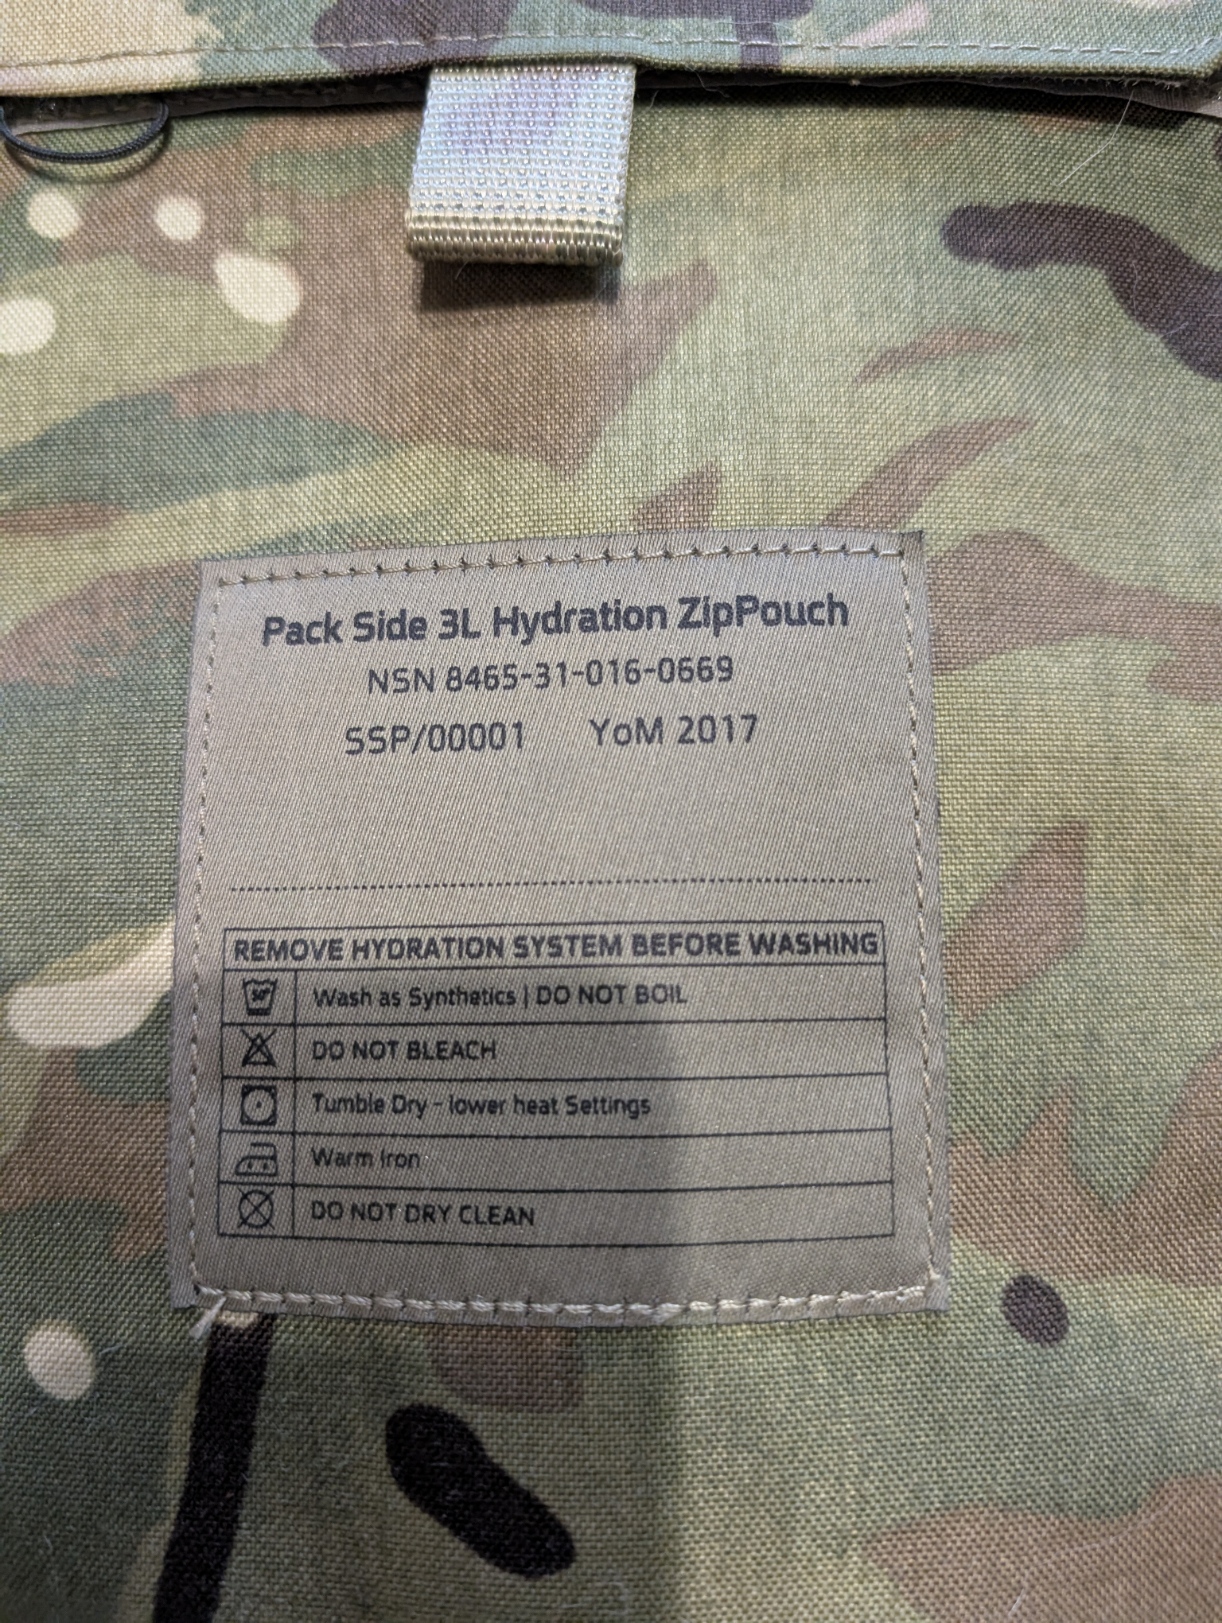 Pack Side 3L Hydration ZipPouch
NSN 8465-31-016-0669
SSP/00001 YoM 2017
REMOVE HYDRATION SYSTEM BEFORE WASHING
50° Wash as Synthetics | DO NOT BOIL
DO NOT BLEACH
Tumble Dry - lower heat Settings
Warm Iron
DO NOT DRY CLEAN